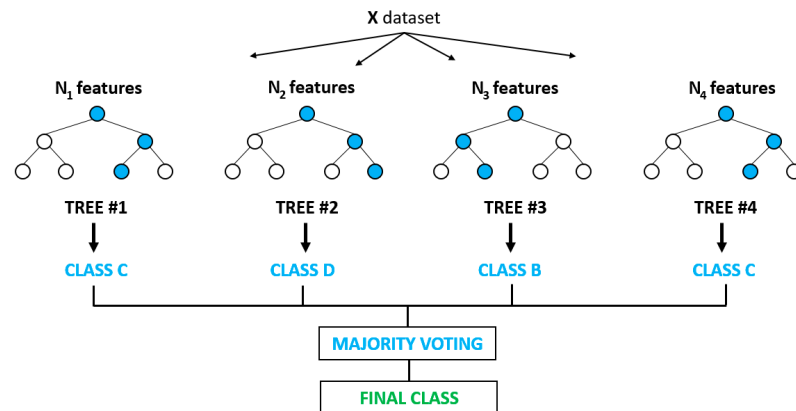 X dataset
N1 features
N2 features
N3 features
N4 features
TREE #1
TREE #2
TREE #3
TREE #4
CLASS C
CLASS D
CLASS B
CLASS C
MAJORITY VOTING
FINAL CLASS